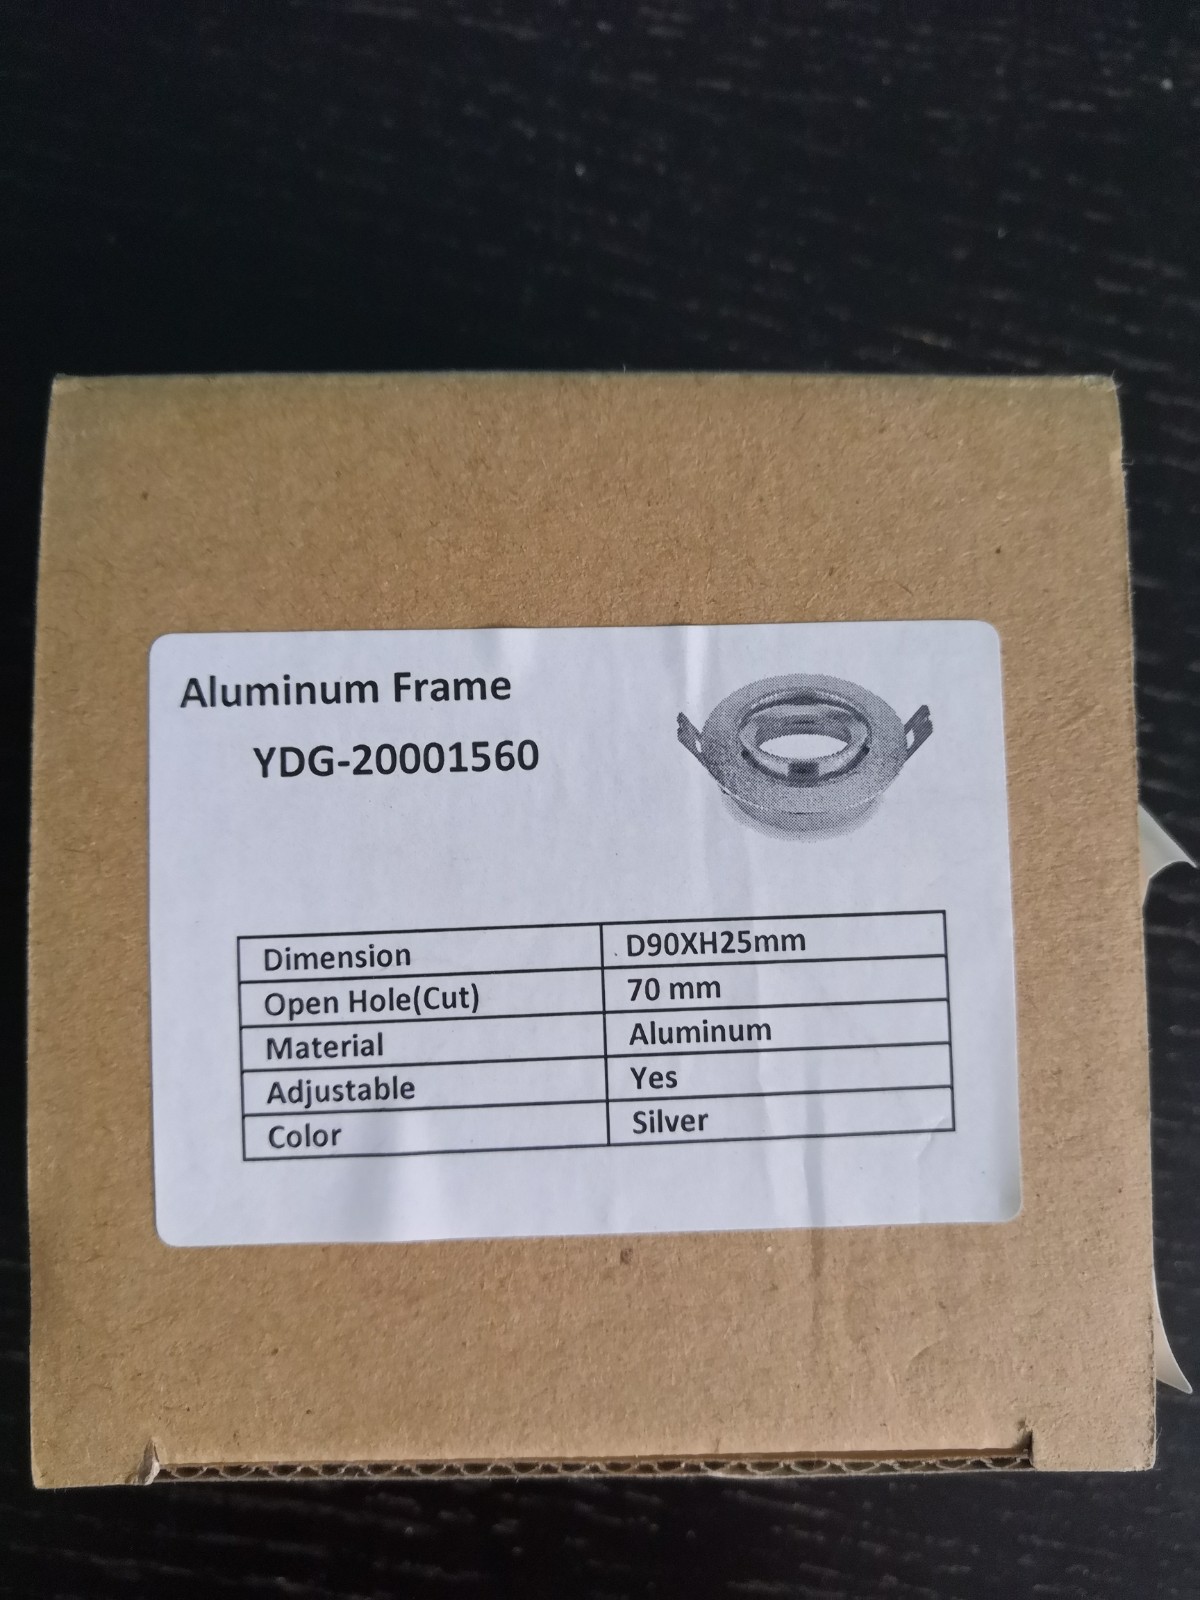 Aluminum Frame
YDG-20001560
Dimension D90XH25mm
Open Hole(Cut) 70 mm
Material Aluminum
Adjustable Yes
Color Silver